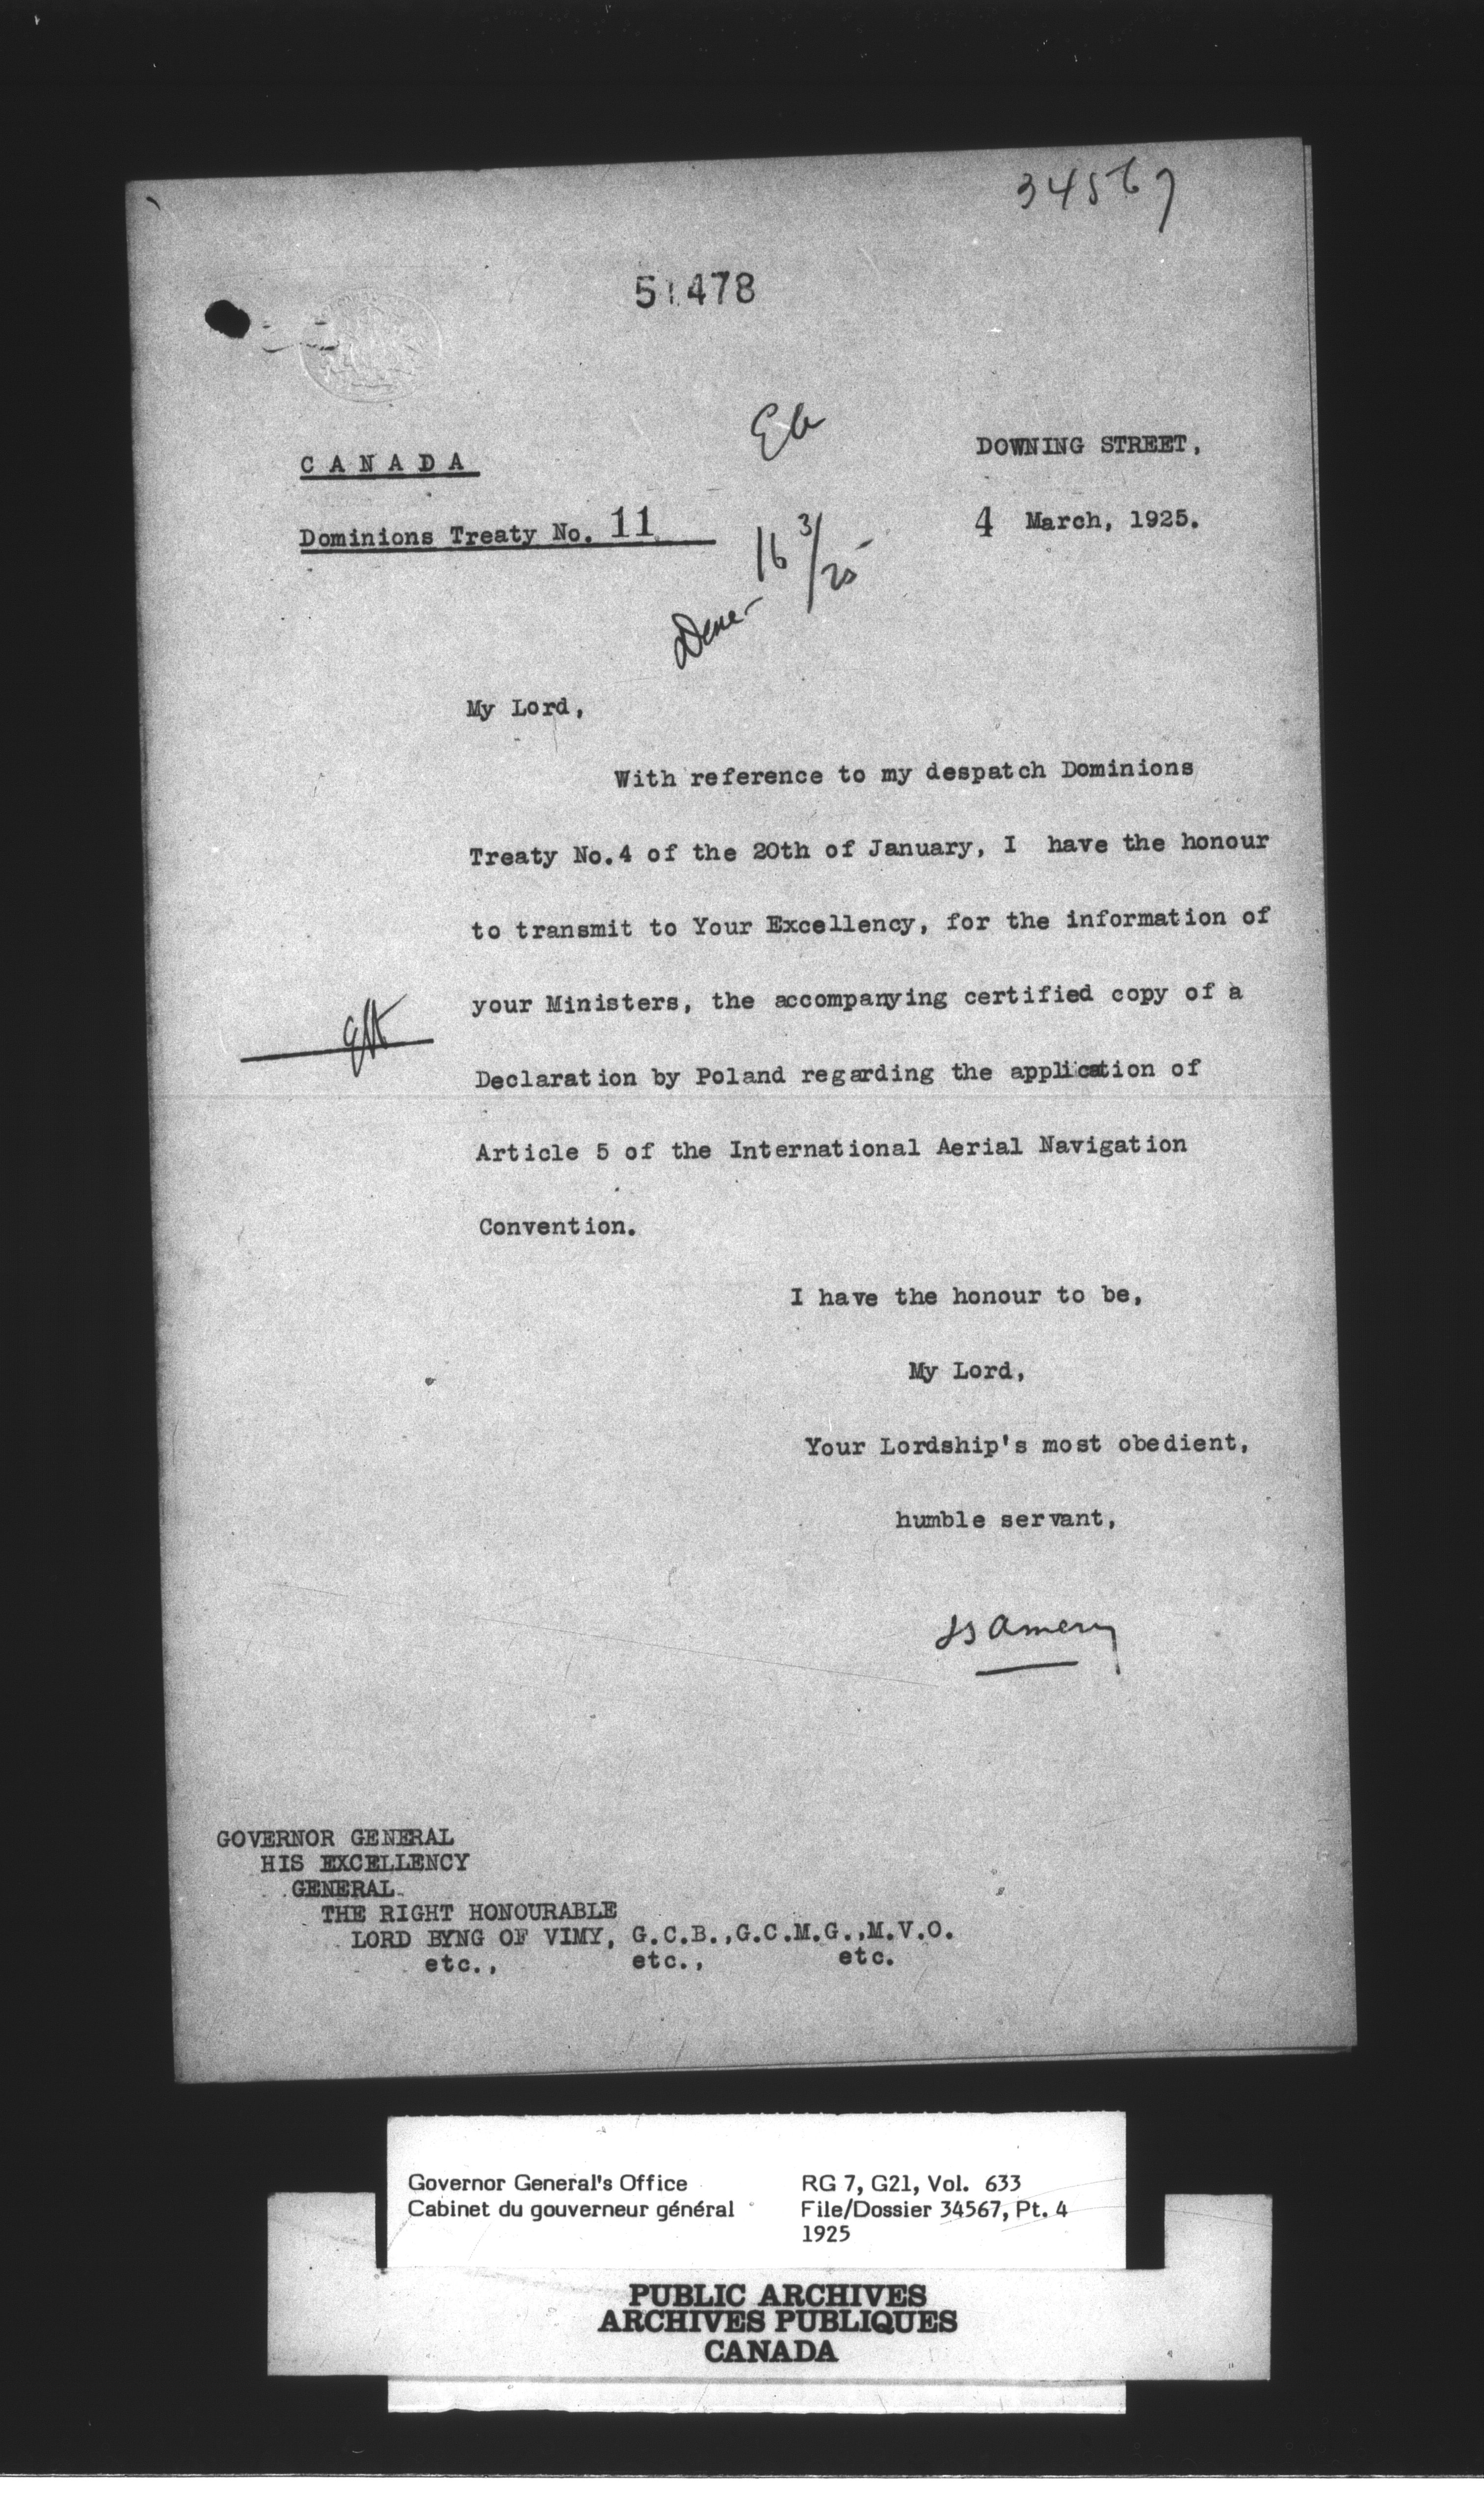 34567
51478
CANADA
DOWNING STREET,
Dominions Treaty No. 11
4 March, 1925.
16 3/25
My Lord,
With reference to my despatch Dominions
Treaty No.4 of the 20th of January, I have the honour
to transmit to Your Excellency, for the information of
your Ministers, the accompanying certified copy of a
Declaration by Poland regarding the application of
Article 5 of the International Aerial Navigation
Convention.
I have the honour to be,
My Lord,
Your Lordship's most obedient,
humble servant,
LS Amery
GOVERNOR GENERAL
HIS EXCELLENCY
GENERAL
THE RIGHT HONOURABLE
LORD BYNG OF VIMY, G.C.B.,G.C.M.G.,M.V.O.
etc., etc., etc.
Governor General's Office
Cabinet du gouverneur général
RG 7, G21, Vol. 633
File/Dossier 34567, Pt. 4
1925
PUBLIC ARCHIVES
ARCHIVES PUBLIQUES
CANADA